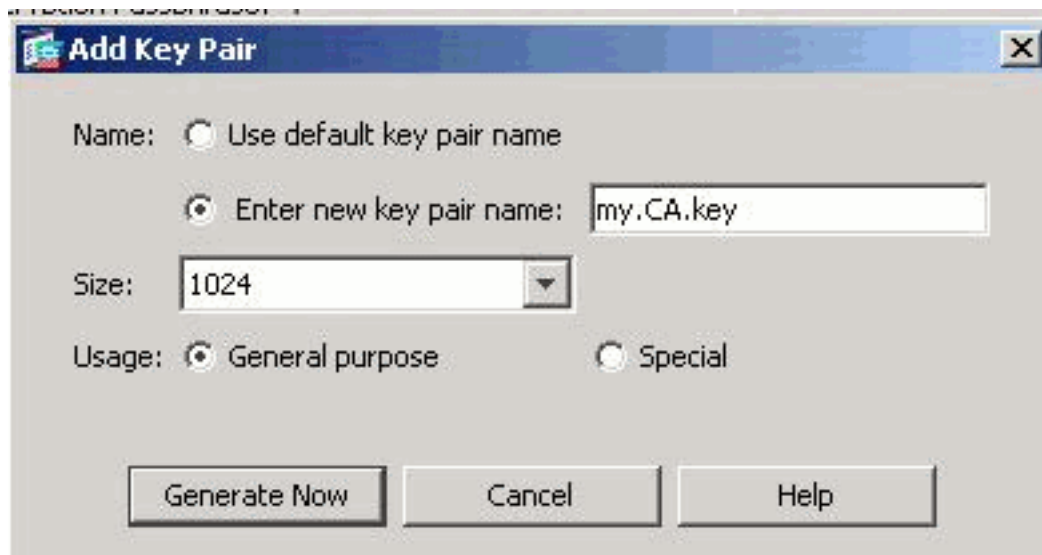 Add Key Pair
Name: Use default key pair name
Enter new key pair name: my.CA.key
Size: 1024
Usage: General purpose Special
Generate Now Cancel Help